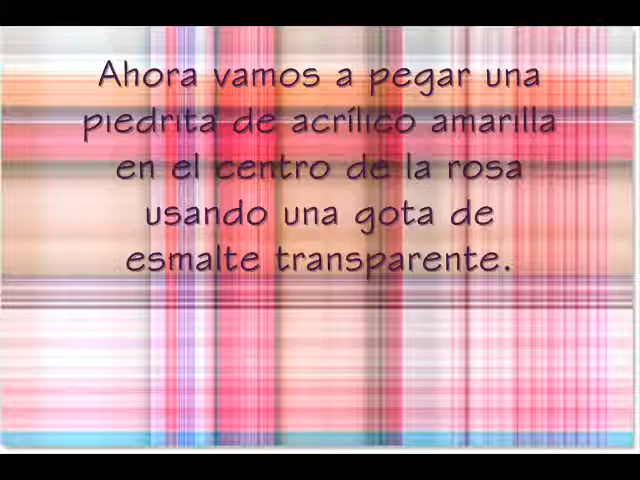 Ahora vamos a pegar una
piedrita de acrílico amarilla
en el centro de la rosa
usando una gota de
esmalte transparente.